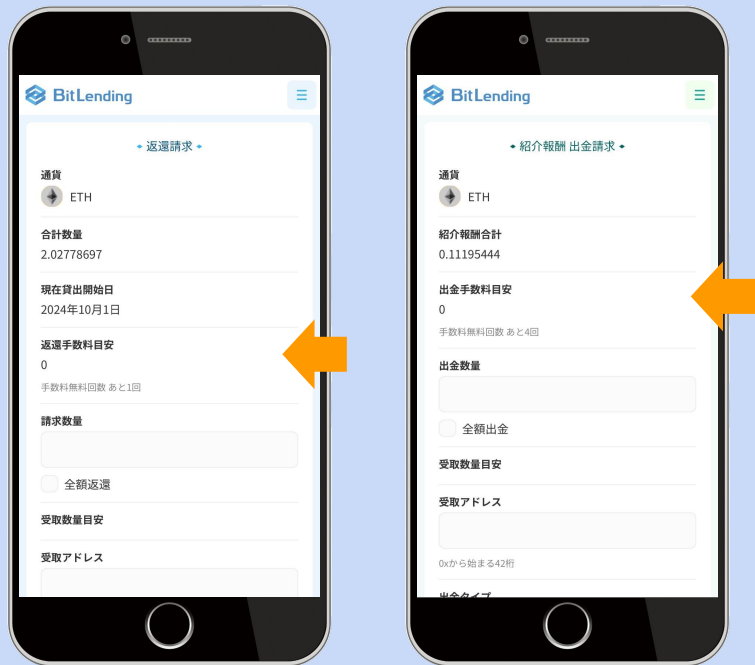 BitLending
返還請求
通貨
ETH
合計数量
2.02778697
現在貸出開始日
2024年10月1日
返還手数料目安
0
手数料無料回数 あと1回
請求数量
全額返還
受取数量目安
受取アドレス
BitLending
紹介報酬 出金請求
通貨
ETH
紹介報酬合計
0.11195444
出金手数料目安
0
手数料無料回数 あと4回
出金数量
全額出金
受取数量目安
受取アドレス
0xから始まる42桁
出金タイプ